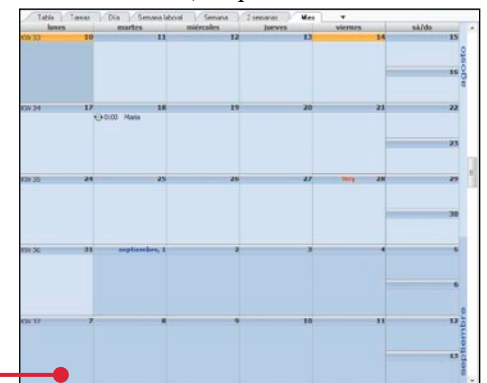 Tabla Tareas Día Semana laboral Semana 2 semanas Mes
lunes martes miércoles jueves viernes sá/do
KW 33 10 11 12 13 14 15
16
agosto
KW 34 17 18 19 20 21 22
0:00 Maria
23
KW 35 24 25 26 27 Hoy 28 29
30
KW 36 31 septiembre, 1 2 3 4 5
6
septiembre
KW 37 7 8 9 10 11 12
13